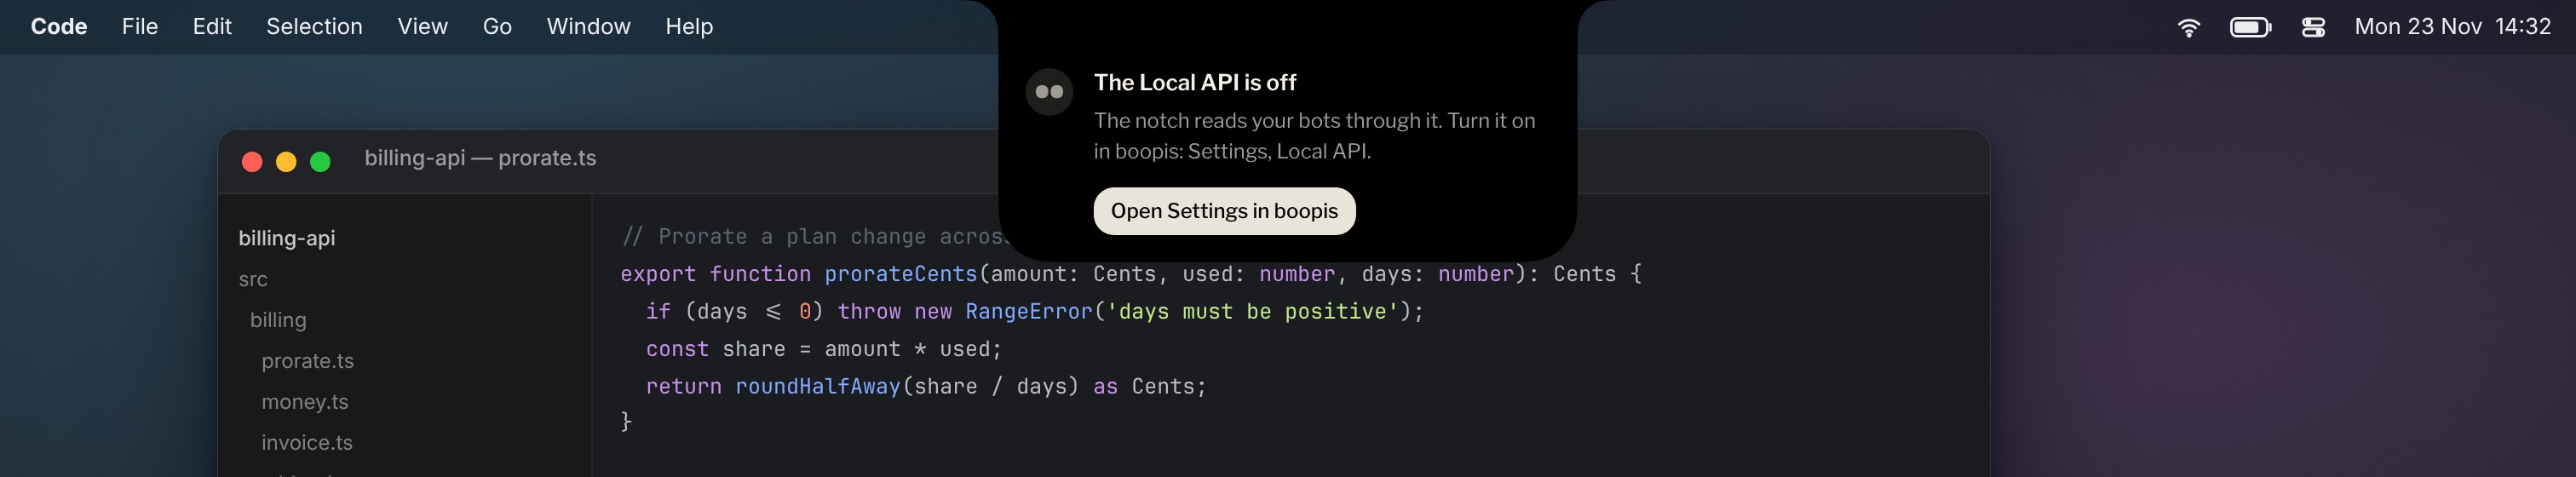 Code File Edit Selection View Go Window Help
Mon 23 Nov 14:32
The Local API is off
The notch reads your bots through it. Turn it on
in boopis: Settings, Local API.
Open Settings in boopis
billing-api — prorate.ts
billing-api
src
billing
prorate.ts
money.ts
invoice.ts
// Prorate a plan change
export function prorateCents(amount: Cents, used: number, days: number): Cents {
if (days <= 0) throw new RangeError('days must be positive');
const share = amount * used;
return roundHalfAway(share / days) as Cents;
}